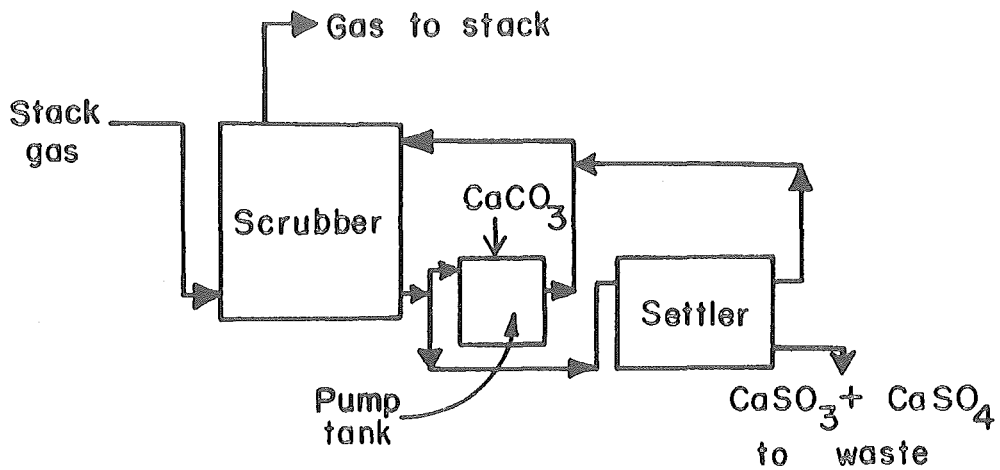 Gas to stack
Stack
gas
CaCO₃
Scrubber
Settler
Pump
tank
CaSO₃ + CaSO₄
to waste